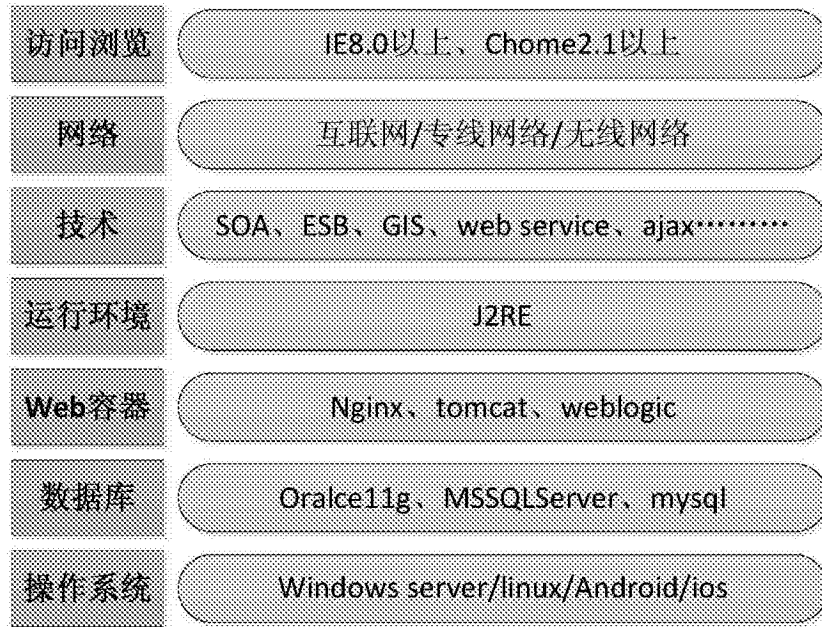 访问浏览 IE8.0以上、Chome2.1以上
网络 互联网/专线网络/无线网络
技术 SOA、ESB、GIS、web service、ajax………
运行环境 J2RE
Web容器 Nginx、tomcat、weblogic
数据库 Oralce11g、MSSQLServer、mysql
操作系统 Windows server/linux/Android/ios